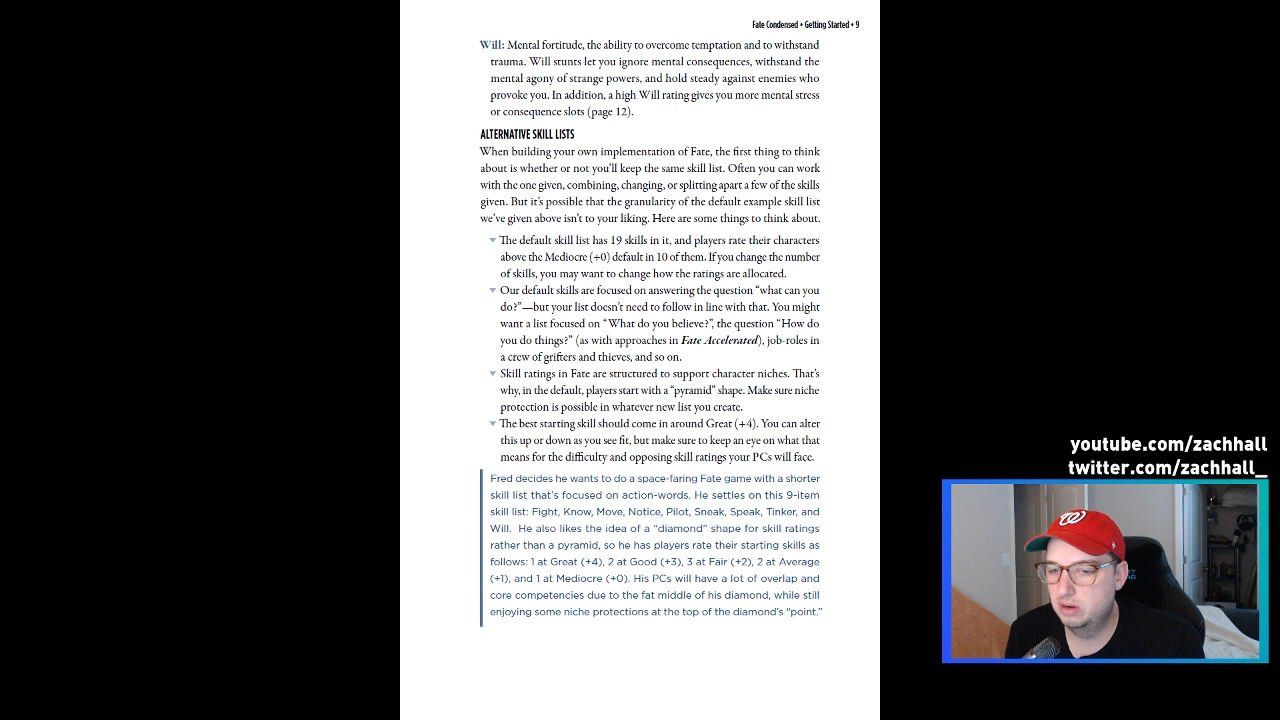 Fate Condensed • Getting Started • 9
Will: Mental fortitude, the ability to overcome temptation and to withstand
trauma. Will stunts let you ignore mental consequences, withstand the
mental agony of strange powers, and hold steady against enemies who
provoke you. In addition, a high Will rating gives you more mental stress
or consequence slots (page 12).
ALTERNATIVE SKILL LISTS
When building your own implementation of Fate, the first thing to think
about is whether or not you’ll keep the same skill list. Often you can work
with the one given, combining, changing, or splitting apart a few of the skills
given. But it’s possible that the granularity of the default example skill list
we’ve given above isn’t to your liking. Here are some things to think about.
The default skill list has 19 skills in it, and players rate their characters
above the Mediocre (+0) default in 10 of them. If you change the number
of skills, you may want to change how the ratings are allocated.
Our default skills are focused on answering the question “what can you
do?”—but your list doesn’t need to follow in line with that. You might
want a list focused on “What do you believe?”, the question “How do
you do things?” (as with approaches in Fate Accelerated), job-roles in
a crew of grifters and thieves, and so on.
Skill ratings in Fate are structured to support character niches. That’s
why, in the default, players start with a “pyramid” shape. Make sure niche
protection is possible in whatever new list you create.
The best starting skill should come in around Great (+4). You can alter
this up or down as you see fit, but make sure to keep an eye on what that
means for the difficulty and opposing skill ratings your PCs will face.
Fred decides he wants to do a space-faring Fate game with a shorter
skill list that’s focused on action-words. He settles on this 9-item
skill list: Fight, Know, Move, Notice, Pilot, Sneak, Speak, Tinker, and
Will. He also likes the idea of a “diamond” shape for skill ratings
rather than a pyramid, so he has players rate their starting skills as
follows: 1 at Great (+4), 2 at Good (+3), 3 at Fair (+2), 2 at Average
(+1), and 1 at Mediocre (+0). His PCs will have a lot of overlap and
core competencies due to the fat middle of his diamond, while still
enjoying some niche protections at the top of the diamond’s “point.”
youtube.com/zachhall
twitter.com/zachhall_